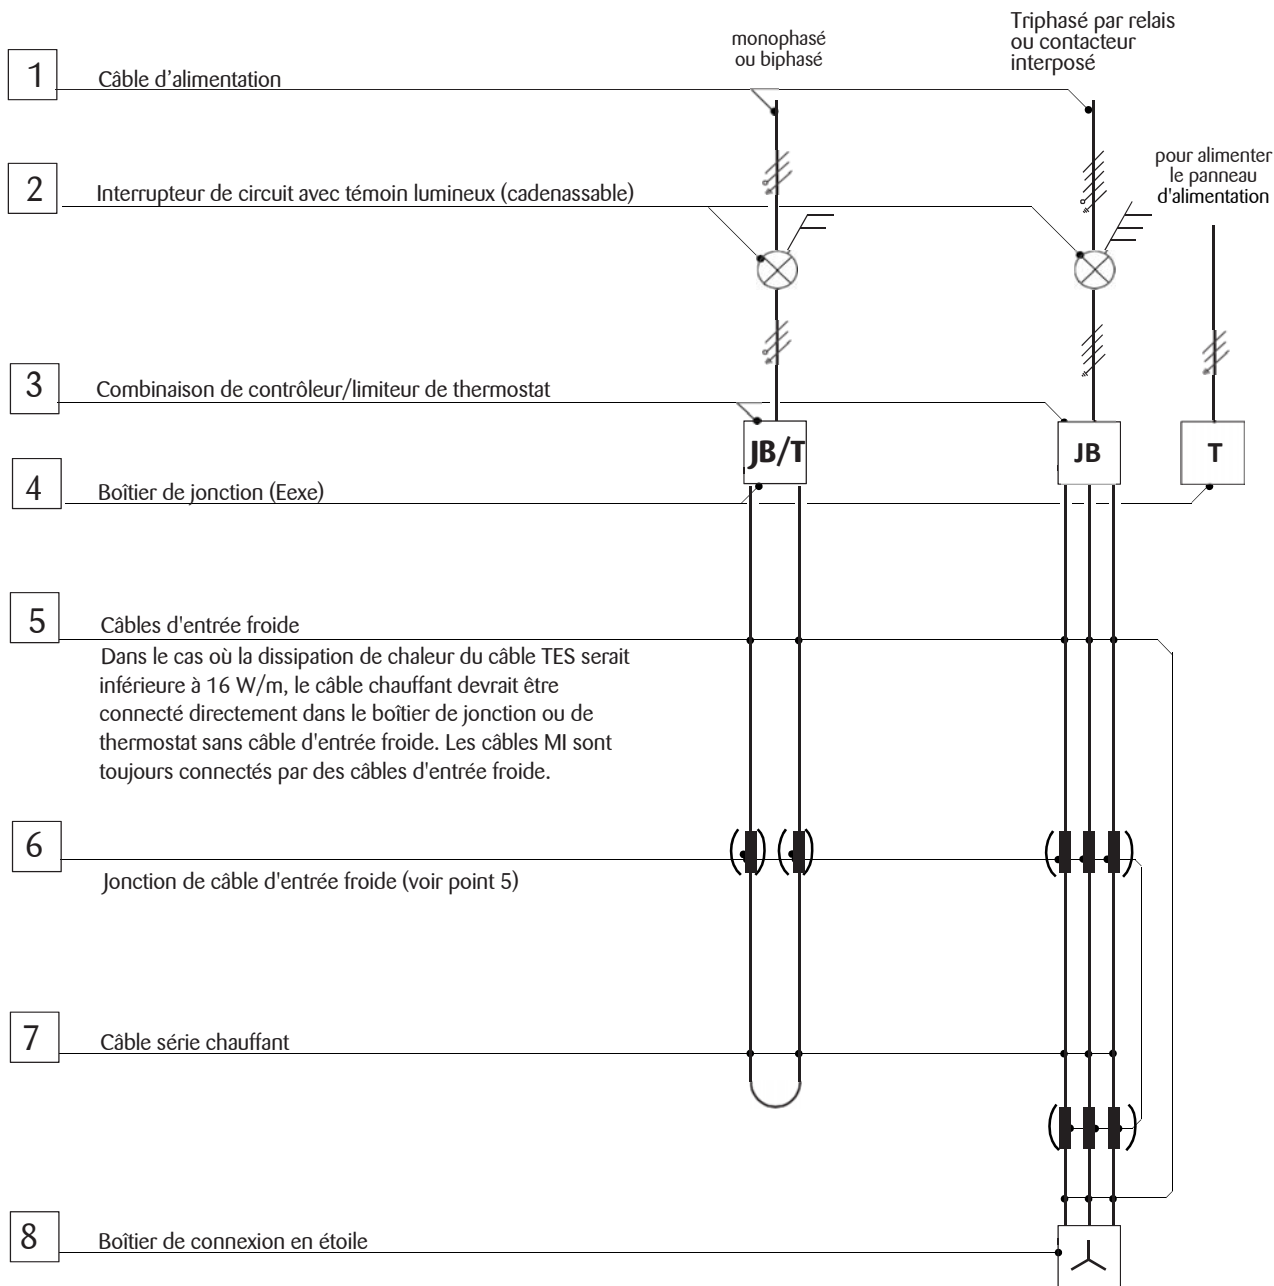 monophasé
ou biphasé
Triphasé par relais
ou contacteur
interposé
1
Câble d'alimentation
pour alimenter
le panneau
d'alimentation
2
Interrupteur de circuit avec témoin lumineux (cadenassable)
3
Combinaison de contrôleur/limiteur de thermostat
JB/T
JB
T
4
Boîtier de jonction (Eexe)
5
Câbles d'entrée froide
Dans le cas où la dissipation de chaleur du câble TES serait
inférieure à 16 W/m, le câble chauffant devrait être
connecté directement dans le boîtier de jonction ou de
thermostat sans câble d'entrée froide. Les câbles MI sont
toujours connectés par des câbles d'entrée froide.
6
Jonction de câble d'entrée froide (voir point 5)
7
Câble série chauffant
8
Boîtier de connexion en étoile